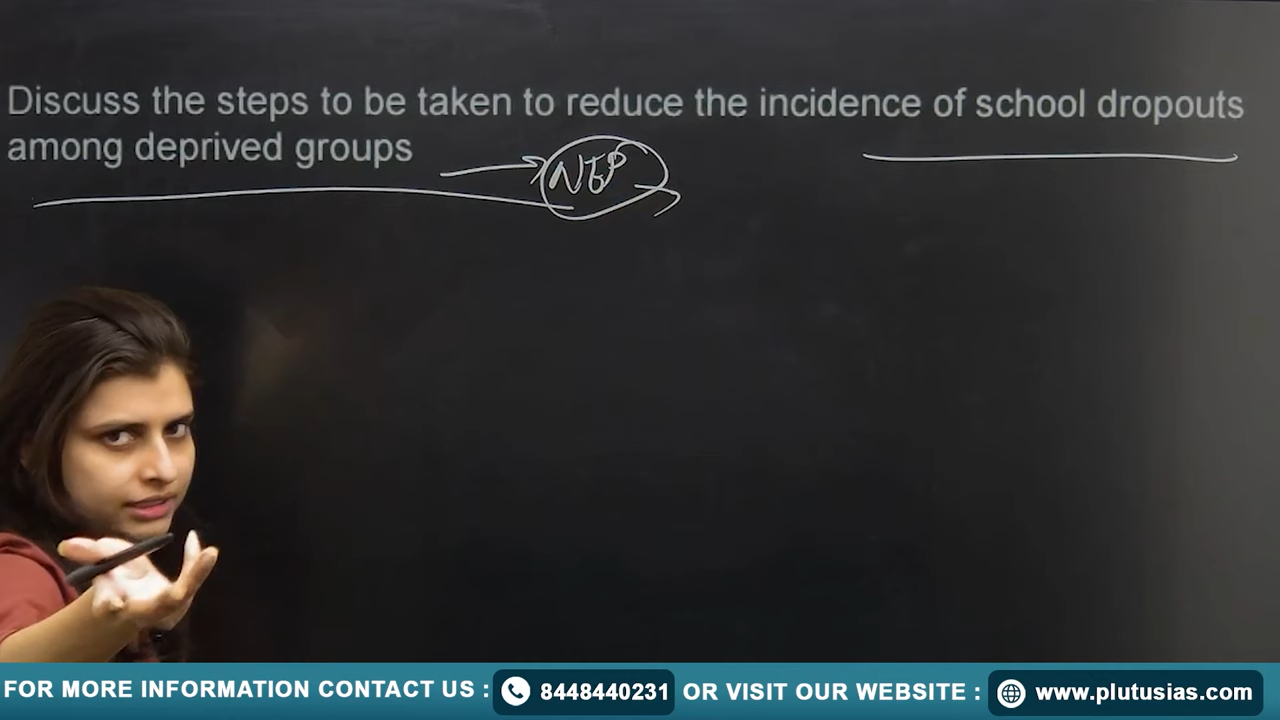 Discuss the steps to be taken to reduce the incidence of school dropouts
among deprived groups
NEP
FOR MORE INFORMATION CONTACT US : 8448440231 OR VISIT OUR WEBSITE : www.plutusias.com